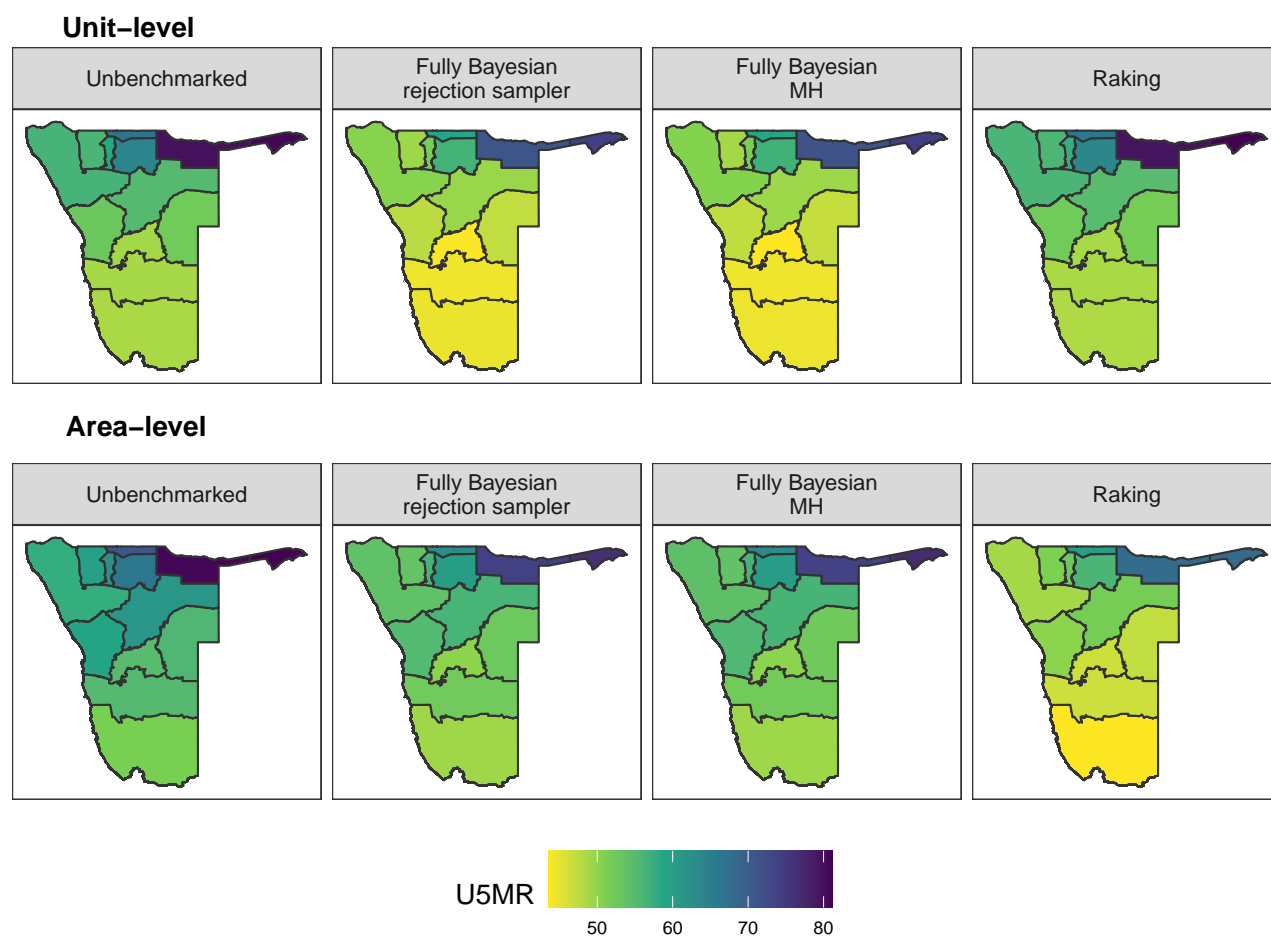 Unit−level
Unbenchmarked
Fully Bayesian
rejection sampler
Fully Bayesian
MH
Raking
Area−level
Unbenchmarked
Fully Bayesian
rejection sampler
Fully Bayesian
MH
Raking
U5MR
50 60 70 80